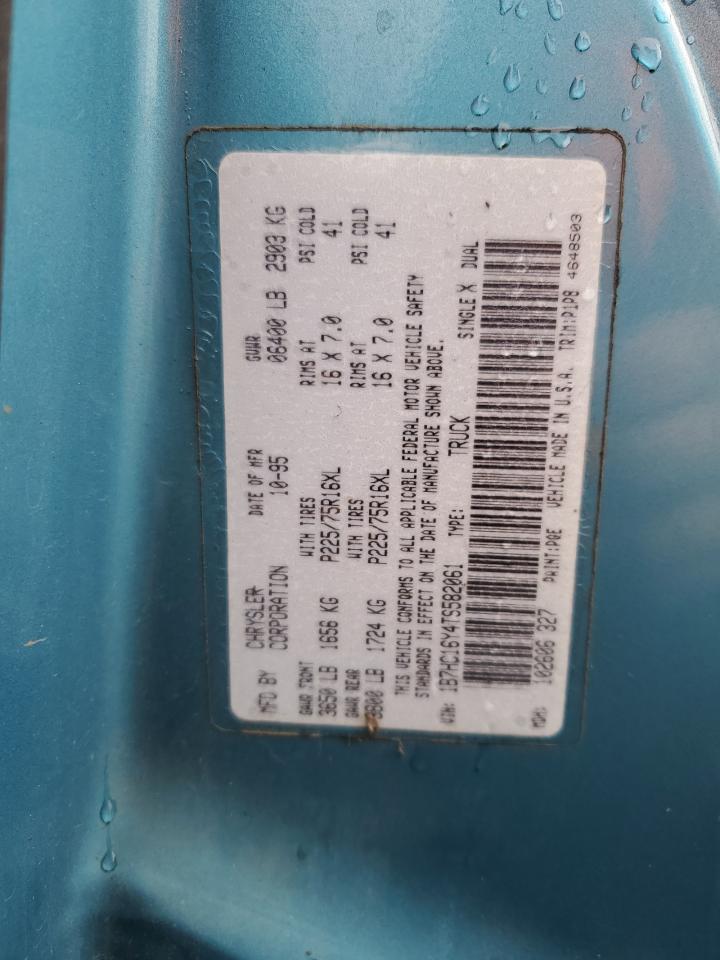 MFD BY CHRYSLER CORPORATION DATE OF MFR 10-95 GVWR 06400 LB 2903 KG
GAWR FRONT WITH TIRES RIMS AT PSI COLD
3650 LB 1656 KG P225/75R16XL 16 X 7.0 41
GAWR REAR WITH TIRES RIMS AT PSI COLD
3800 LB 1724 KG P225/75R16XL 16 X 7.0 41
THIS VEHICLE CONFORMS TO ALL APPLICABLE FEDERAL MOTOR VEHICLE SAFETY
STANDARDS IN EFFECT ON THE DATE OF MANUFACTURE SHOWN ABOVE.
VIN: 1B7HC16Y4TS582061 TYPE: TRUCK SINGLE X DUAL
MDH: 102606 327 PAINT:PQE VEHICLE MADE IN U.S.A. TRIM:P1P8 4648503